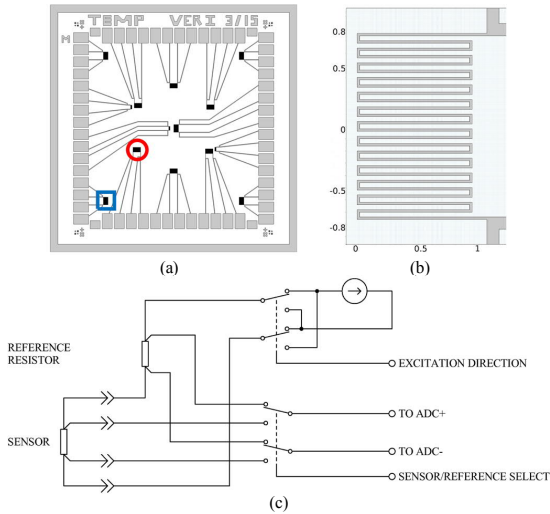 TEMP VERI 3/15
M
(a)
0.8
0.5
0
-0.5
-0.8
0 0.5 1
(b)
REFERENCE
RESISTOR
SENSOR
EXCITATION DIRECTION
TO ADC+
TO ADC-
SENSOR/REFERENCE SELECT
(c)